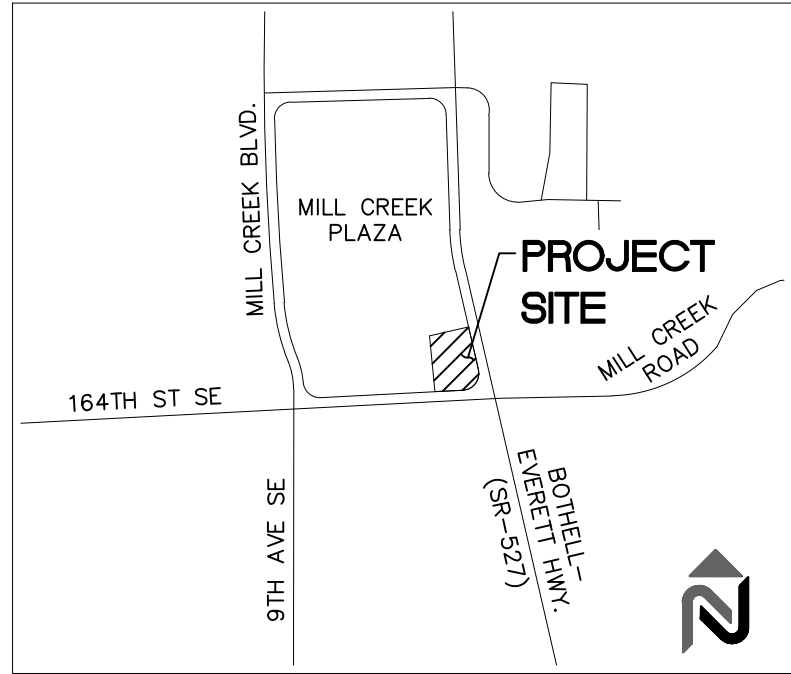 MILL CREEK BLVD.
MILL CREEK
PLAZA
PROJECT
SITE
MILL CREEK
ROAD
164TH ST SE
9TH AVE SE
BOTHELL-
EVERETT HWY.
(SR-527)
N